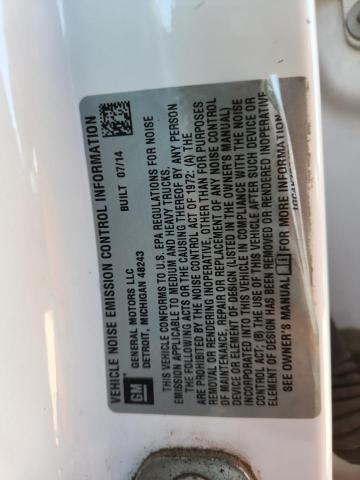 VEHICLE NOISE EMISSION CONTROL INFORMATION
GM
GENERAL MOTORS LLC
DETROIT, MICHIGAN 48243
BUILT 07/14
THIS VEHICLE CONFORMS TO U.S. EPA REGULATIONS FOR NOISE
EMISSION APPLICABLE TO MEDIUM AND HEAVY TRUCKS.
THE FOLLOWING ACTS OR THE CAUSING THEREOF BY ANY PERSON
ARE PROHIBITED BY THE NOISE CONTROL ACT OF 1972: (A) THE
REMOVAL OR RENDERING INOPERATIVE, OTHER THAN FOR PURPOSES
OF MAINTENANCE, REPAIR OR REPLACEMENT OF ANY NOISE CONTROL
DEVICE OR ELEMENT OF DESIGN (LISTED IN THE OWNER'S MANUAL)
OF THIS VEHICLE IN COMPLIANCE WITH THE NOISE
CONTROL ACT; (B) THE USE OF THIS VEHICLE AFTER SUCH DEVICE OR
ELEMENT OF DESIGN HAS BEEN REMOVED OR RENDERED INOPERATIVE
SEE OWNER'S MANUAL FOR MORE INFORMATION